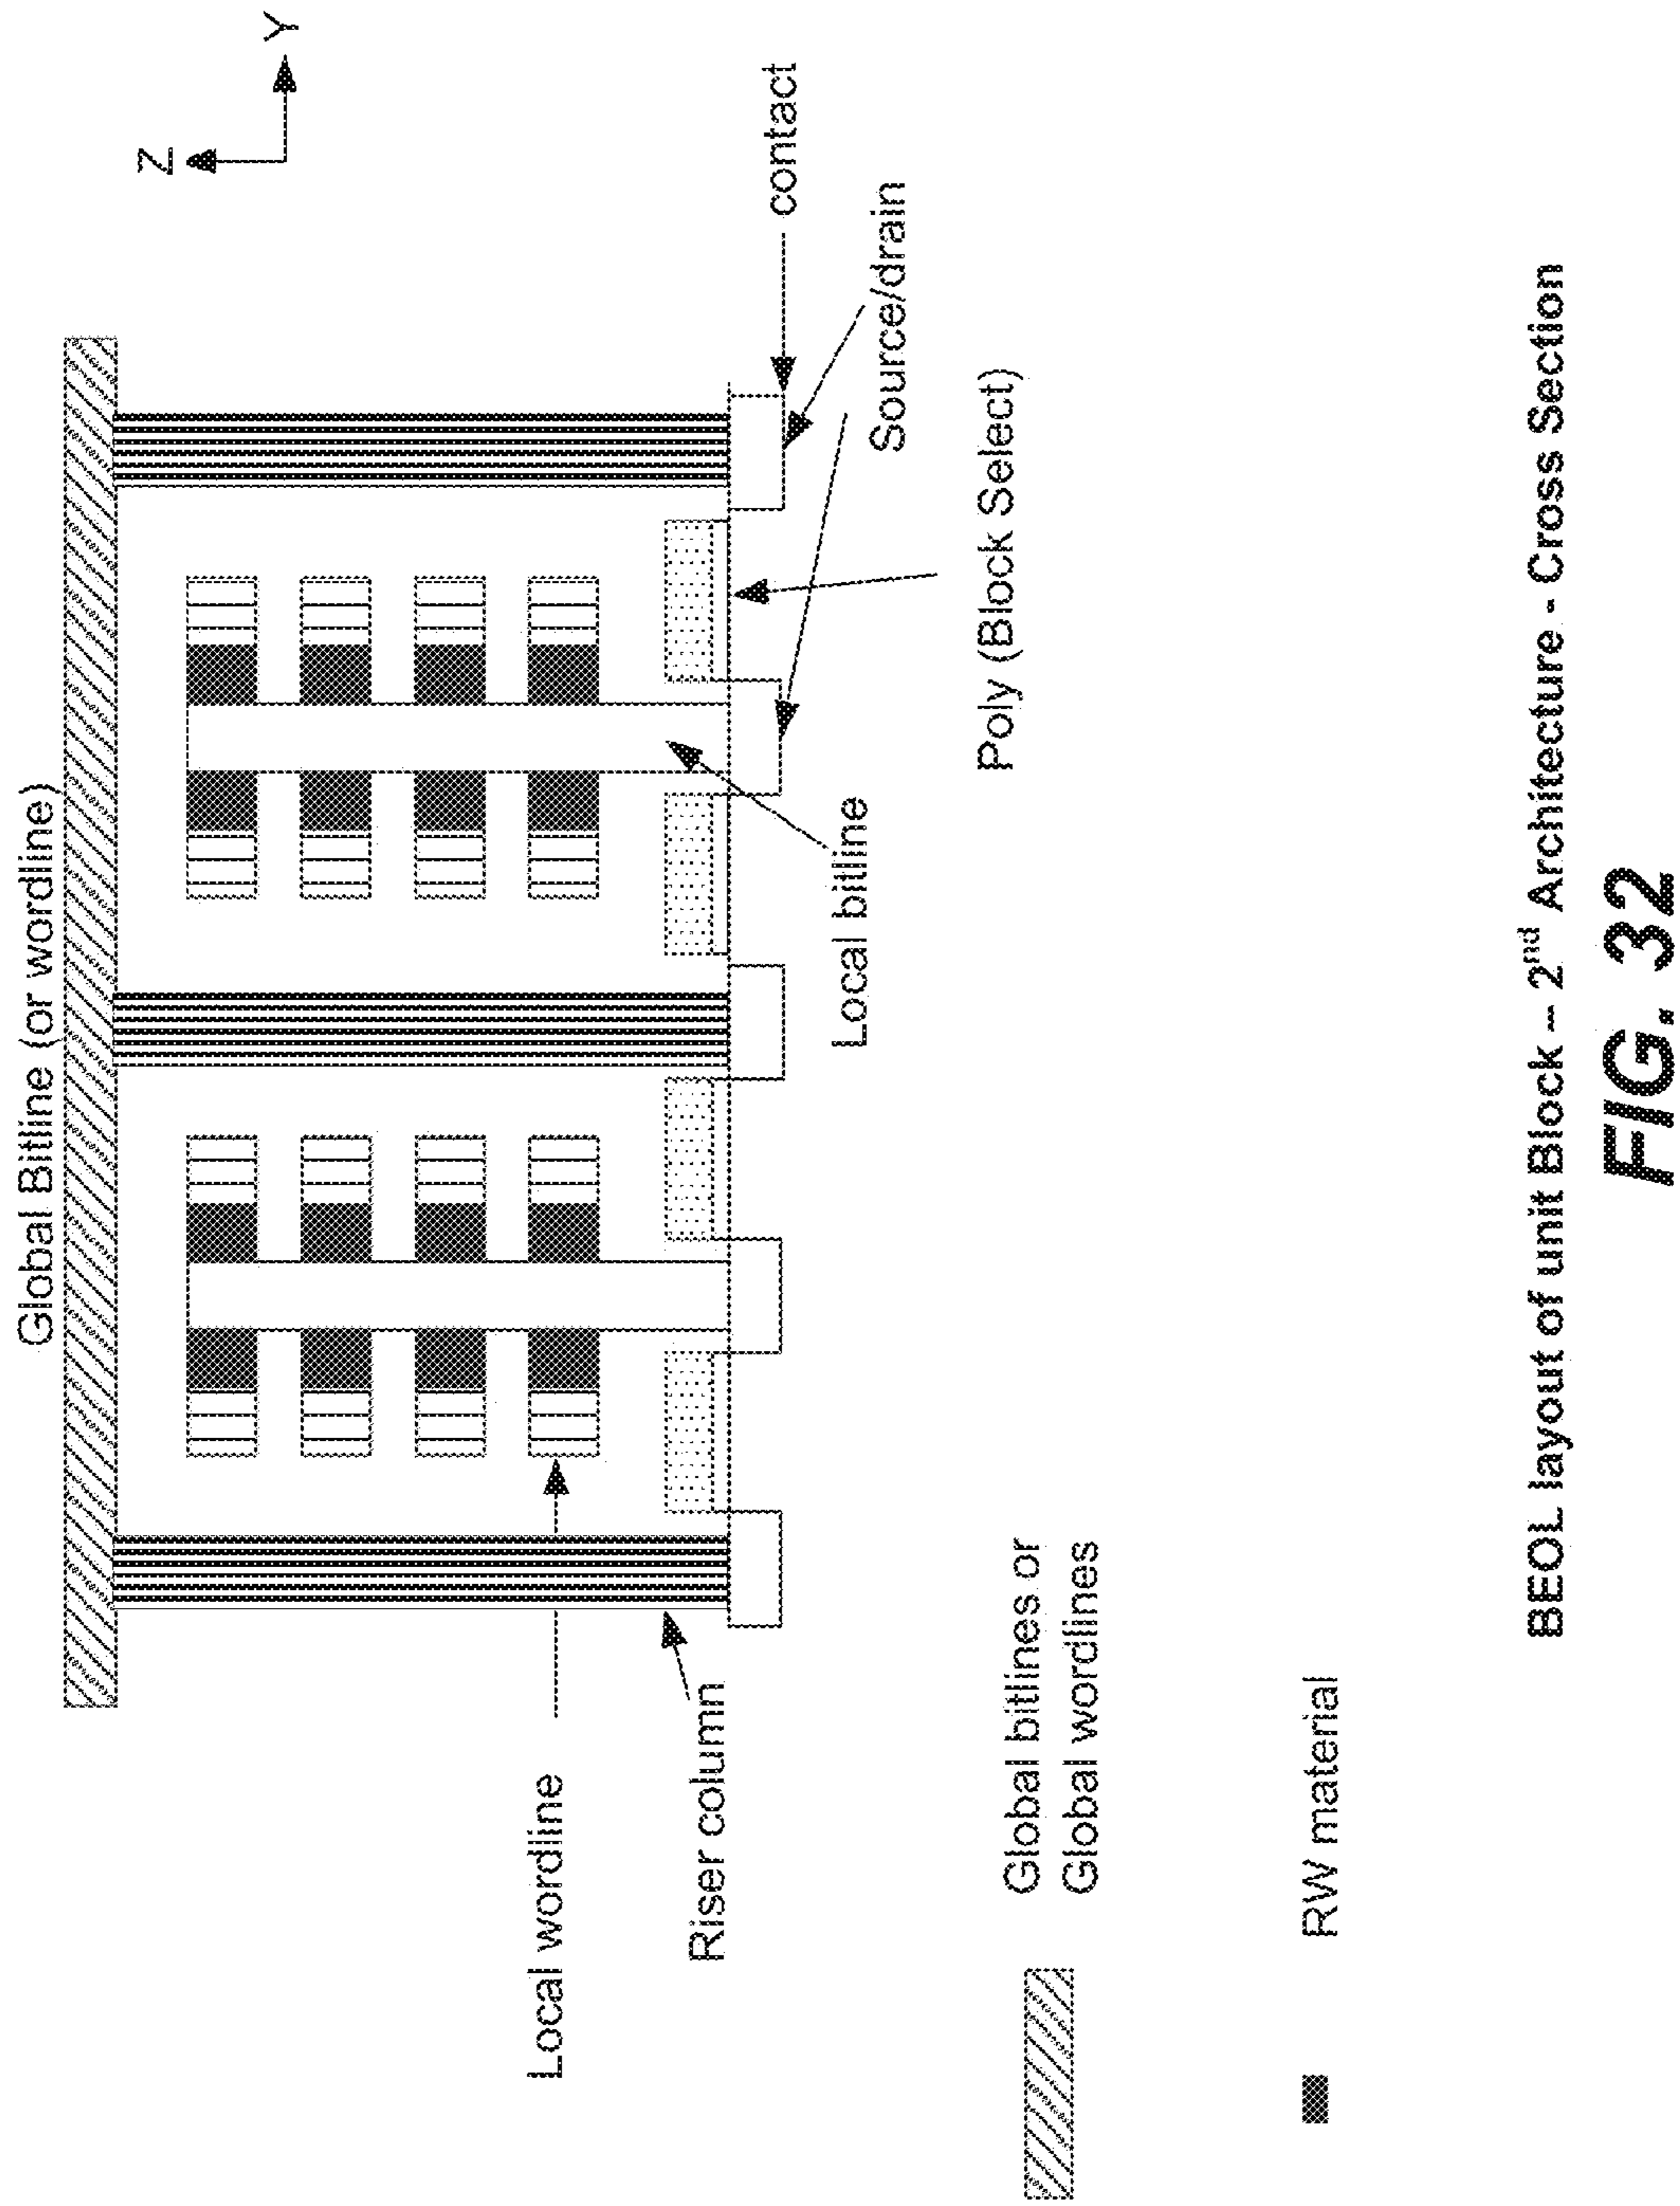 Global Bitline (or wordline)
Z
Y
Local wordline
Riser column
Local bitline
contact
Source/drain
Poly (Block Select)
Global bitlines or
Global wordlines
RW material
BEOL layout of unit Block – 2nd Architecture - Cross Section
FIG. 32